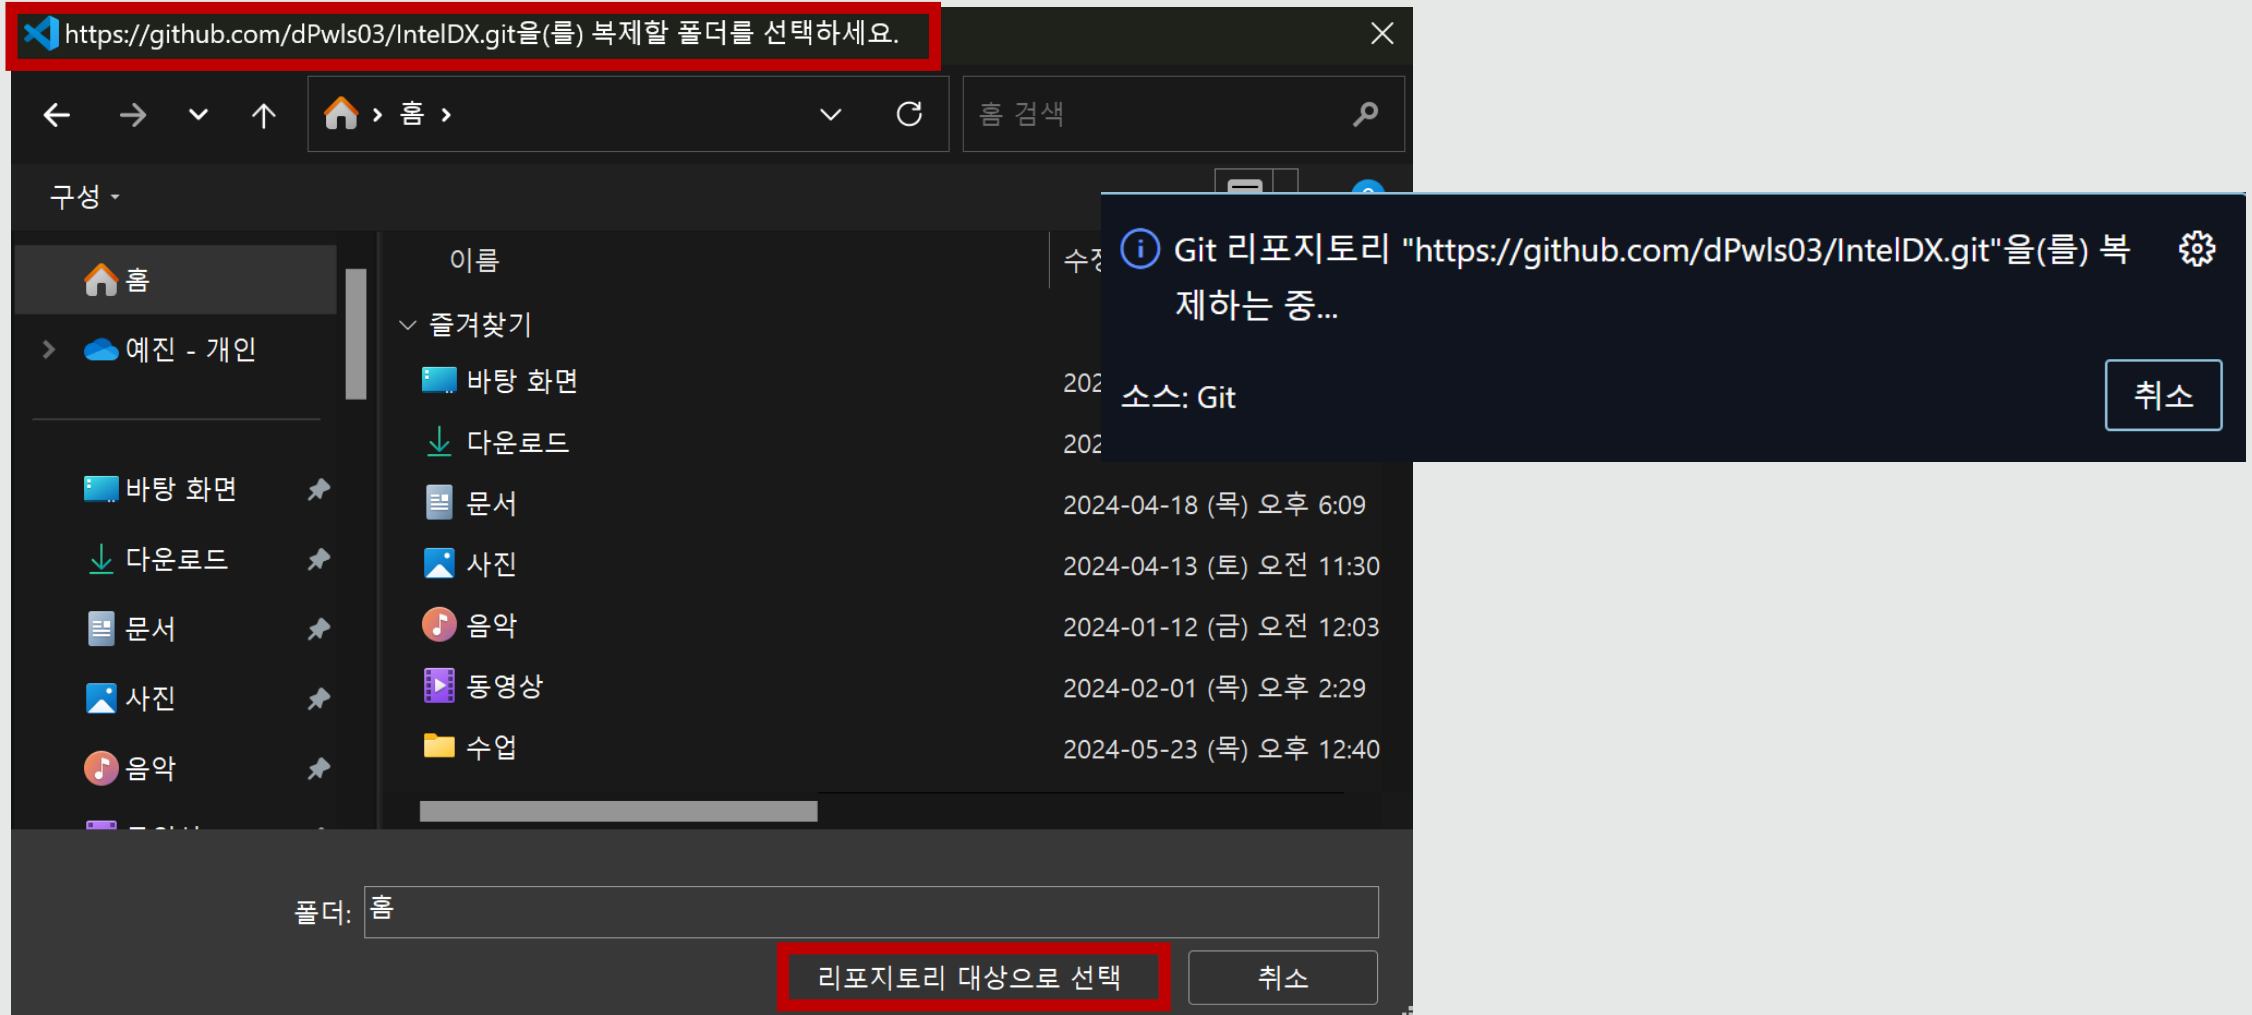 https://github.com/dPwls03/IntelDX.git을(를) 복제할 폴더를 선택하세요.
홈
홈 검색
구성
홈
예진 - 개인
바탕 화면
다운로드
문서
사진
음악
이름
즐겨찾기
바탕 화면
202
다운로드
202
문서 2024-04-18 (목) 오후 6:09
사진 2024-04-13 (토) 오전 11:30
음악 2024-01-12 (금) 오전 12:03
동영상 2024-02-01 (목) 오후 2:29
수업 2024-05-23 (목) 오후 12:40
폴더: 홈
리포지토리 대상으로 선택
취소
Git 리포지토리 "https://github.com/dPwls03/IntelDX.git"을(를) 복
제하는 중...
소스: Git
취소